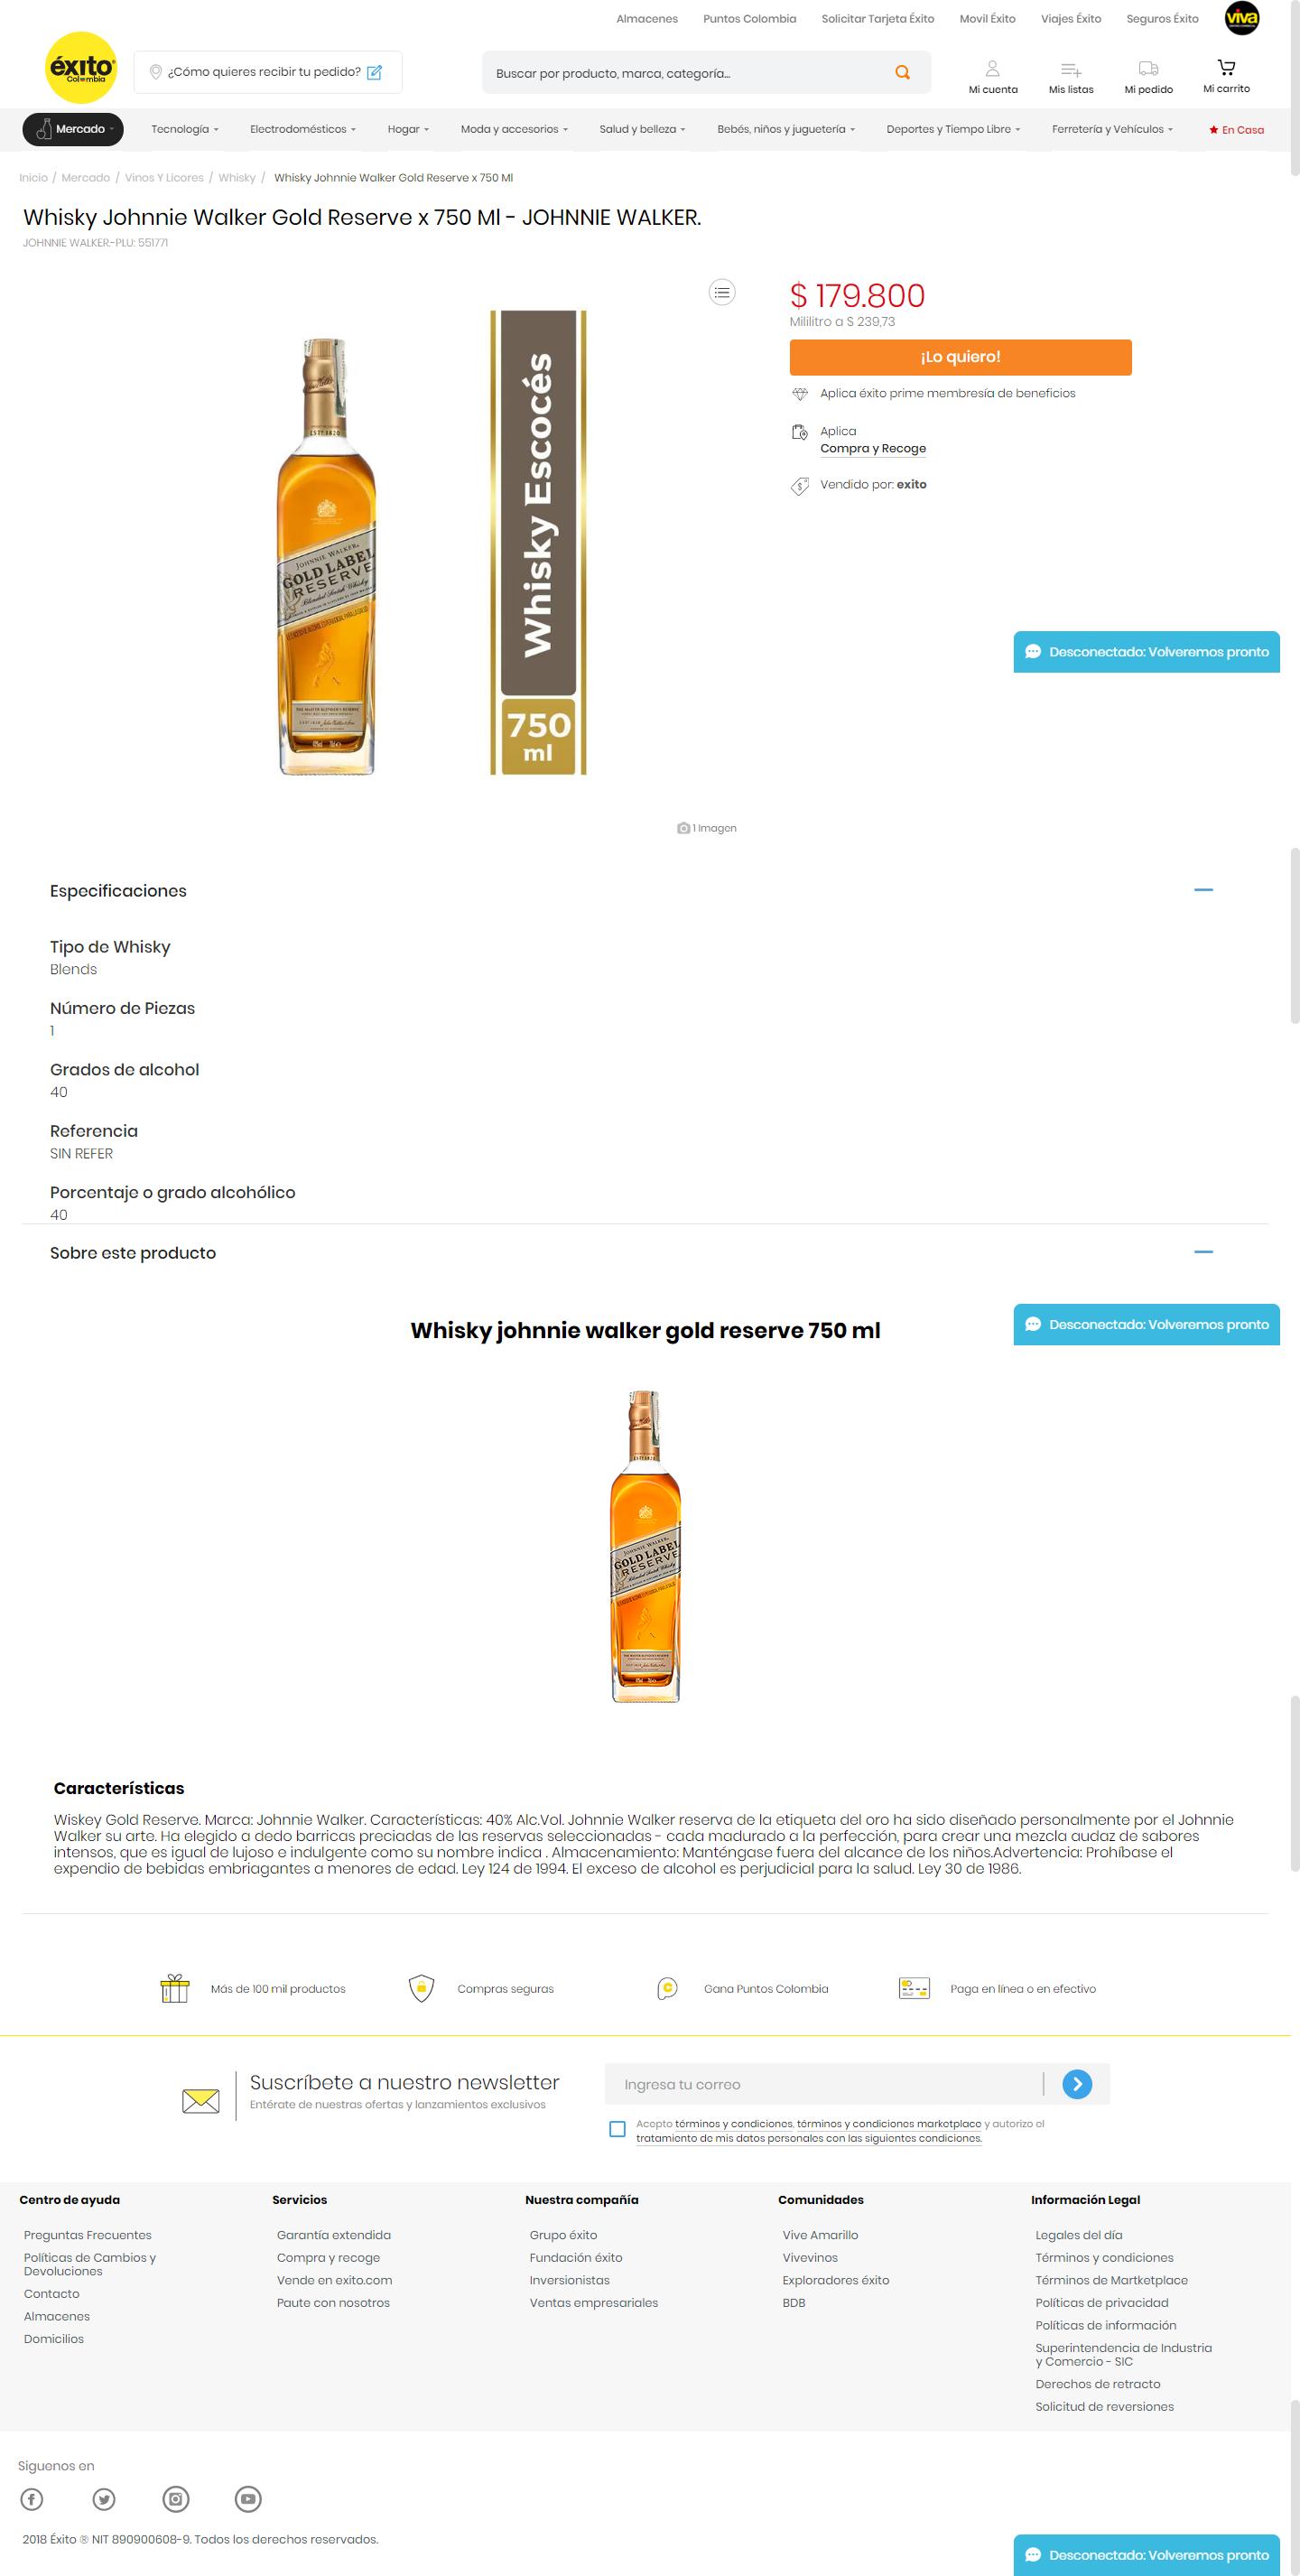 Almacenes Puntos Colombia Solicitar Tarjeta Éxito Movil Éxito Viajes Éxito Seguros Éxito viva
éxito
Colombia
¿Cómo quieres recibir tu pedido?
Buscar por producto, marca, categoría...
Mi cuenta Mis listas Mi pedido Mi carrito
Mercado Tecnología Electrodomésticos Hogar Moda y accesorios Salud y belleza Bebés, niños y juguetería Deportes y Tiempo Libre Ferretería y Vehículos En Casa
Inicio / Mercado / Vinos Y Licores / Whisky / Whisky Johnnie Walker Gold Reserve x 750 Ml
Whisky Johnnie Walker Gold Reserve x 750 Ml - JOHNNIE WALKER.
JOHNNIE WALKER.-PLU: 551771
JOHNNIE WALKER.
GOLD LABEL
RESERVE
Blended Scotch Whisky
Whisky Escocés
750
ml
$ 179.800
Mililitro a $ 239,73
¡Lo quiero!
Aplica éxito prime membresía de beneficios
Aplica
Compra y Recoge
Vendido por: exito
Desconectado: Volveremos pronto
1 Imagen
Especificaciones
Tipo de Whisky
Blends
Número de Piezas
1
Grados de alcohol
40
Referencia
SIN REFER
Porcentaje o grado alcohólico
40
Sobre este producto
Whisky johnnie walker gold reserve 750 ml
Desconectado: Volveremos pronto
JOHNNIE WALKER.
GOLD LABEL
RESERVE
Características
Wiskey Gold Reserve. Marca: Johnnie Walker. Características: 40% Alc.Vol. Johnnie Walker reserva de la etiqueta del oro ha sido diseñado personalmente por el Johnnie
Walker su arte. Ha elegido a dedo barricas preciadas de las reservas seleccionadas - cada madurado a la perfección, para crear una mezcla audaz de sabores
intensos, que es igual de lujoso e indulgente como su nombre indica . Almacenamiento: Manténgase fuera del alcance de los niños.Advertencia: Prohíbase el
expendio de bebidas embriagantes a menores de edad. Ley 124 de 1994. El exceso de alcohol es perjudicial para la salud. Ley 30 de 1986.
Más de 100 mil productos Compras seguras Gana Puntos Colombia Paga en línea o en efectivo
Suscríbete a nuestro newsletter
Entérate de nuestras ofertas y lanzamientos exclusivos
Ingresa tu correo
Acepto términos y condiciones, términos y condiciones marketplace y autorizo el
tratamiento de mis datos personales con las siguientes condiciones.
Centro de ayuda
Preguntas Frecuentes
Políticas de Cambios y
Devoluciones
Contacto
Almacenes
Domicilios
Servicios
Garantía extendida
Compra y recoge
Vende en exito.com
Paute con nosotros
Nuestra compañía
Grupo éxito
Fundación éxito
Inversionistas
Ventas empresariales
Comunidades
Vive Amarillo
Vivevinos
Exploradores éxito
BDB
Información Legal
Legales del día
Términos y condiciones
Términos de Martketplace
Políticas de privacidad
Políticas de información
Superintendencia de Industria
y Comercio - SIC
Derechos de retracto
Solicitud de reversiones
Siguenos en
2018 Éxito ® NIT 890900608-9. Todos los derechos reservados.
Desconectado: Volveremos pronto